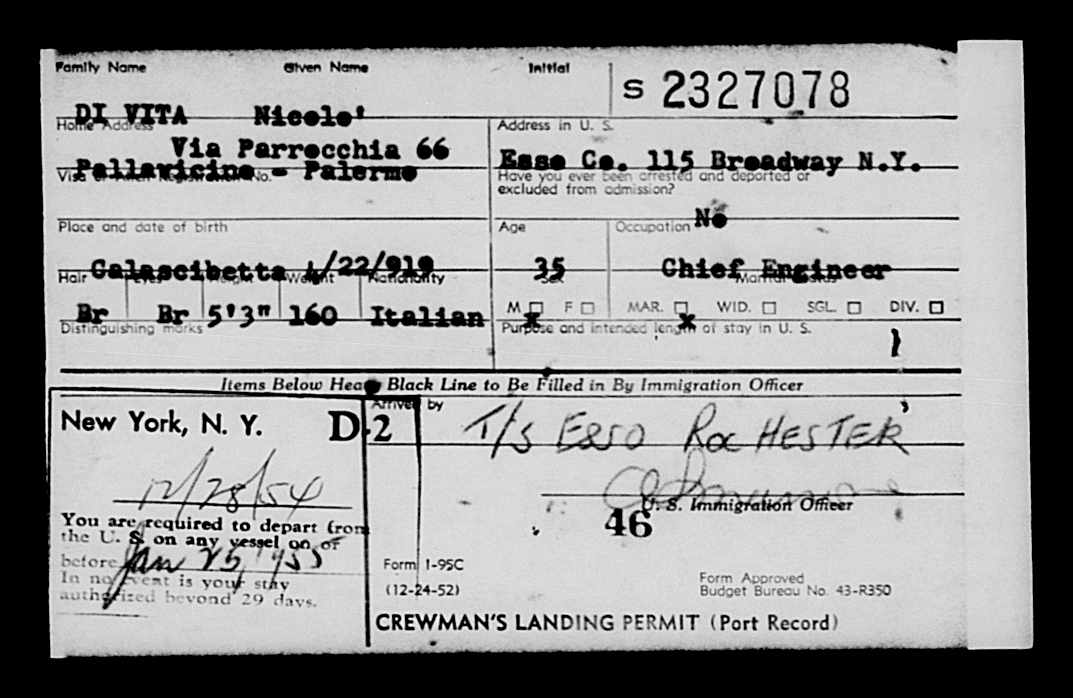 Family Name Given Name Initial
S 2327078
DI VITA Nicolo'
Home Address Address in U. S.
Via Parrocchia 66
Pallavicino - Palermo Esso Co. 115 Broadway N.Y.
Visa or Alien Registration No. Have you ever been arrested and deported or
excluded from admission?
No
Place and date of birth Age Occupation
Calascibetta 4/22/919 35 Chief Engineer
Hair Eyes Height Weight Nationality Sex Marital Status
Br Br 5'3" 160 Italian M X F MAR. X WID. SGL. DIV.
Distinguishing marks Purpose and intended length of stay in U. S.
Items Below Heavy Black Line to Be Filled in By Immigration Officer
New York, N. Y. D-2 Arrived by
T/S ESSO ROCHESTER
12/28/54
U. S. Immigration Officer
46
You are required to depart from
the U. S. on any vessel on or
before Jan 25, 1955
In no event is your stay
authorized beyond 29 days.
Form I-95C
(12-24-52)
Form Approved
Budget Bureau No. 43-R350
CREWMAN'S LANDING PERMIT (Port Record)